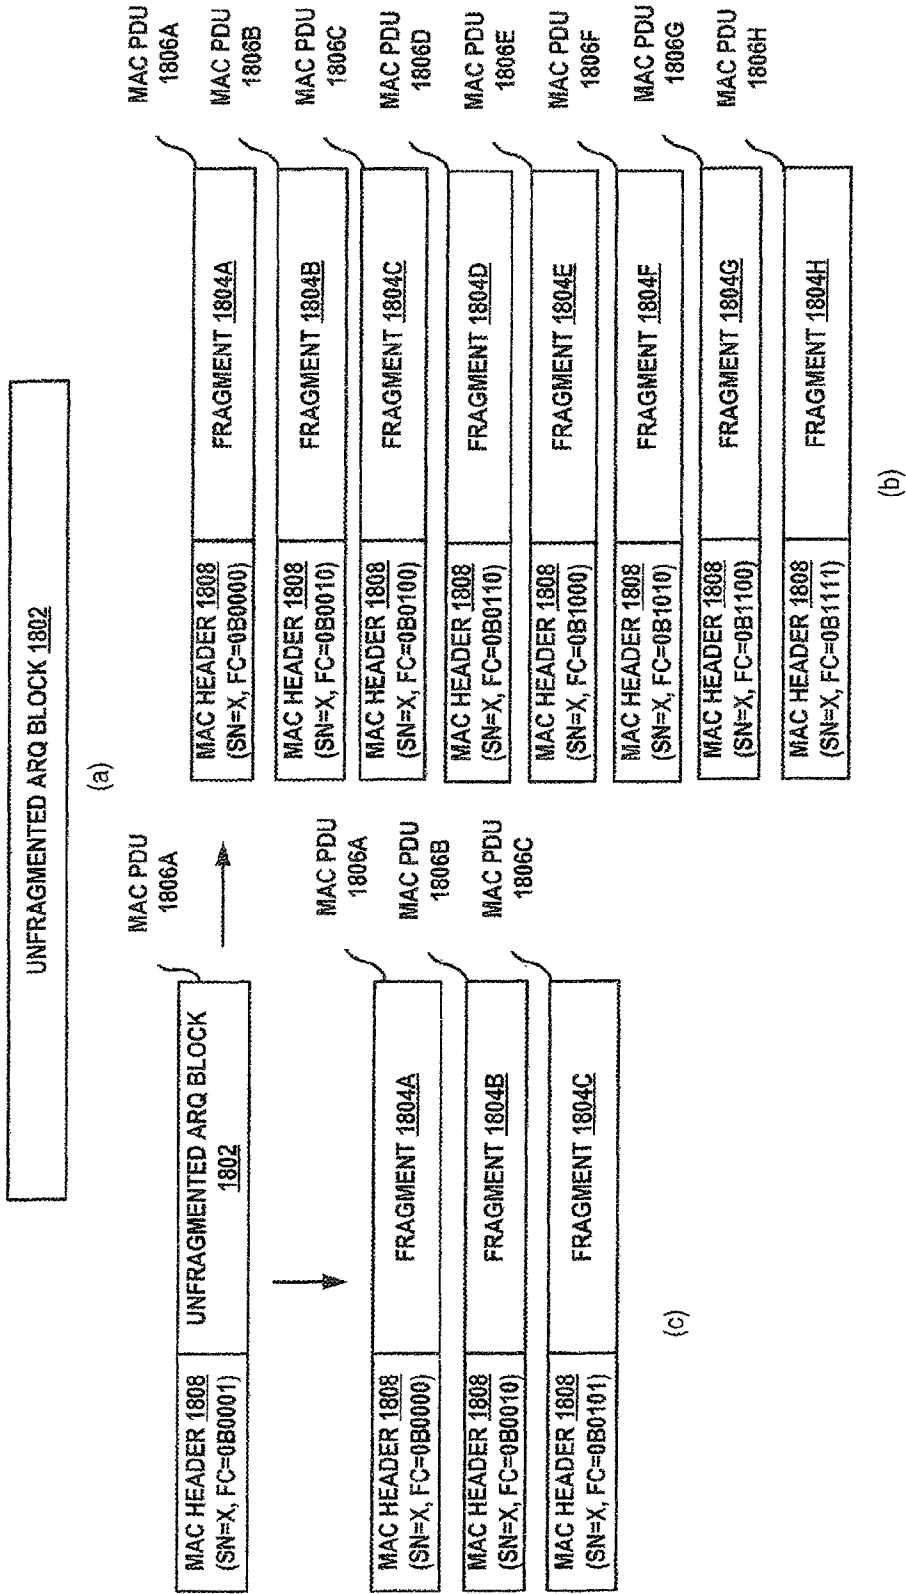 UNFRAGMENTED ARQ BLOCK 1802
(a)
MAC PDU
1806A
MAC HEADER 1808
(SN=X, FC=0B0001)
UNFRAGMENTED ARQ BLOCK
1802
MAC PDU
1806A
MAC HEADER 1808
(SN=X, FC=0B0000)
FRAGMENT 1804A
MAC PDU
1806B
MAC HEADER 1808
(SN=X, FC=0B0010)
FRAGMENT 1804B
MAC PDU
1806C
MAC HEADER 1808
(SN=X, FC=0B0101)
FRAGMENT 1804C
(c)
MAC PDU
1806A
MAC HEADER 1808
(SN=X, FC=0B0000)
FRAGMENT 1804A
MAC PDU
1806B
MAC HEADER 1808
(SN=X, FC=0B0010)
FRAGMENT 1804B
MAC PDU
1806C
MAC HEADER 1808
(SN=X, FC=0B0100)
FRAGMENT 1804C
MAC PDU
1806D
MAC HEADER 1808
(SN=X, FC=0B0110)
FRAGMENT 1804D
MAC PDU
1806E
MAC HEADER 1808
(SN=X, FC=0B1000)
FRAGMENT 1804E
MAC PDU
1806F
MAC HEADER 1808
(SN=X, FC=0B1010)
FRAGMENT 1804F
MAC PDU
1806G
MAC HEADER 1808
(SN=X, FC=0B1100)
FRAGMENT 1804G
MAC PDU
1806H
MAC HEADER 1808
(SN=X, FC=0B1111)
FRAGMENT 1804H
(b)